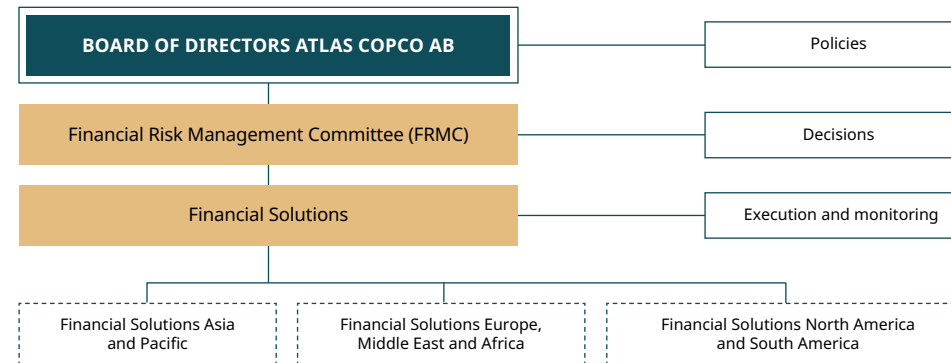 BOARD OF DIRECTORS ATLAS COPCO AB
Policies
Financial Risk Management Committee (FRMC)
Decisions
Financial Solutions
Execution and monitoring
Financial Solutions Asia
and Pacific
Financial Solutions Europe,
Middle East and Africa
Financial Solutions North America
and South America